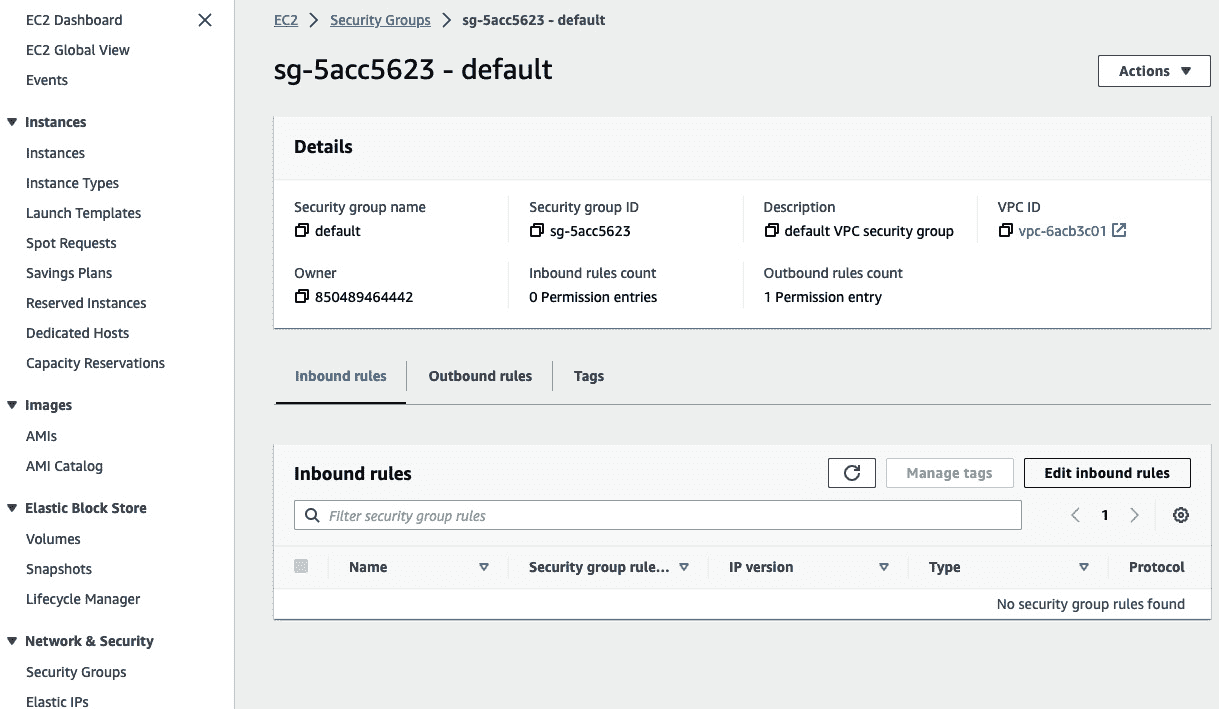 EC2 Dashboard
EC2 Global View
Events
Instances
Instances
Instance Types
Launch Templates
Spot Requests
Savings Plans
Reserved Instances
Dedicated Hosts
Capacity Reservations
Images
AMIs
AMI Catalog
Elastic Block Store
Volumes
Snapshots
Lifecycle Manager
Network & Security
Security Groups
Elastic IPs
EC2 > Security Groups > sg-5acc5623 - default
sg-5acc5623 - default
Actions
Details
Security group name
default
Security group ID
sg-5acc5623
Description
default VPC security group
VPC ID
vpc-6acb3c01
Owner
850489464442
Inbound rules count
0 Permission entries
Outbound rules count
1 Permission entry
Inbound rules
Outbound rules
Tags
Inbound rules
Manage tags
Edit inbound rules
Filter security group rules
1
Name
Security group rule...
IP version
Type
Protocol
No security group rules found